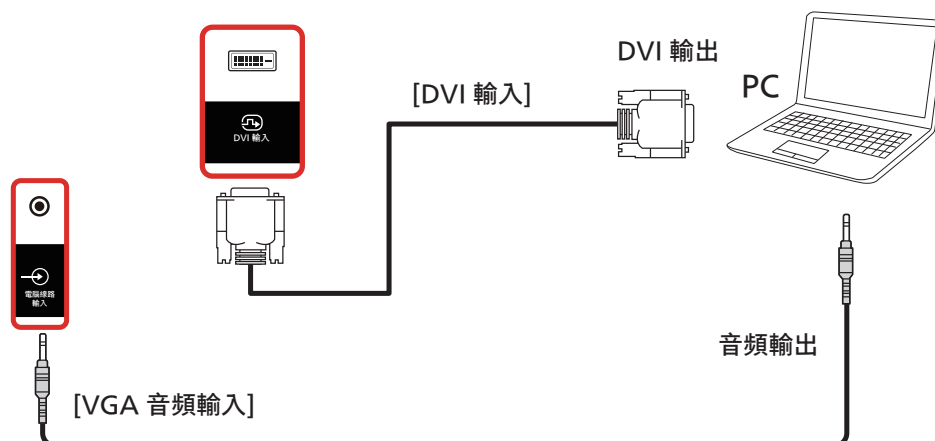 DVI 輸出
PC
[DVI 輸入]
DVI 輸入
電腦線路
輸入
音頻輸出
[VGA 音頻輸入]